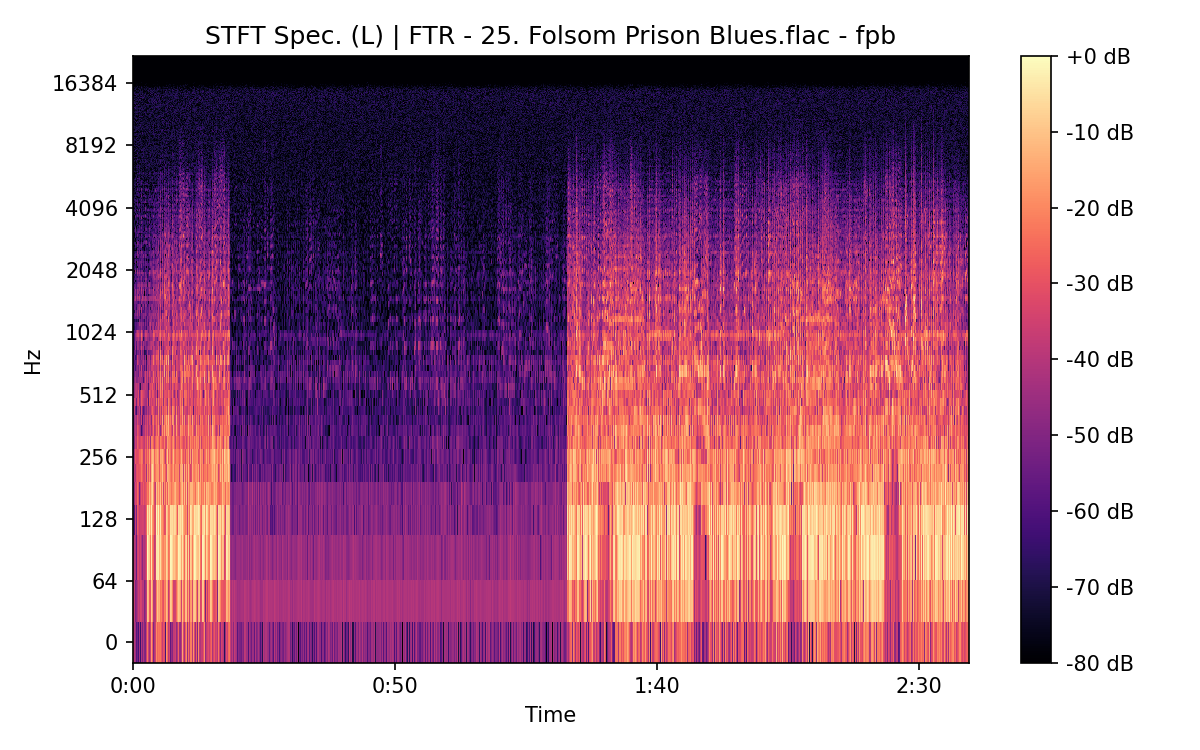 STFT Spec. (L) | FTR - 25. Folsom Prison Blues.flac - fpb
16384
8192
4096
2048
1024
512
256
128
64
0
Hz
0:00
0:50
1:40
2:30
Time
+0 dB
-10 dB
-20 dB
-30 dB
-40 dB
-50 dB
-60 dB
-70 dB
-80 dB